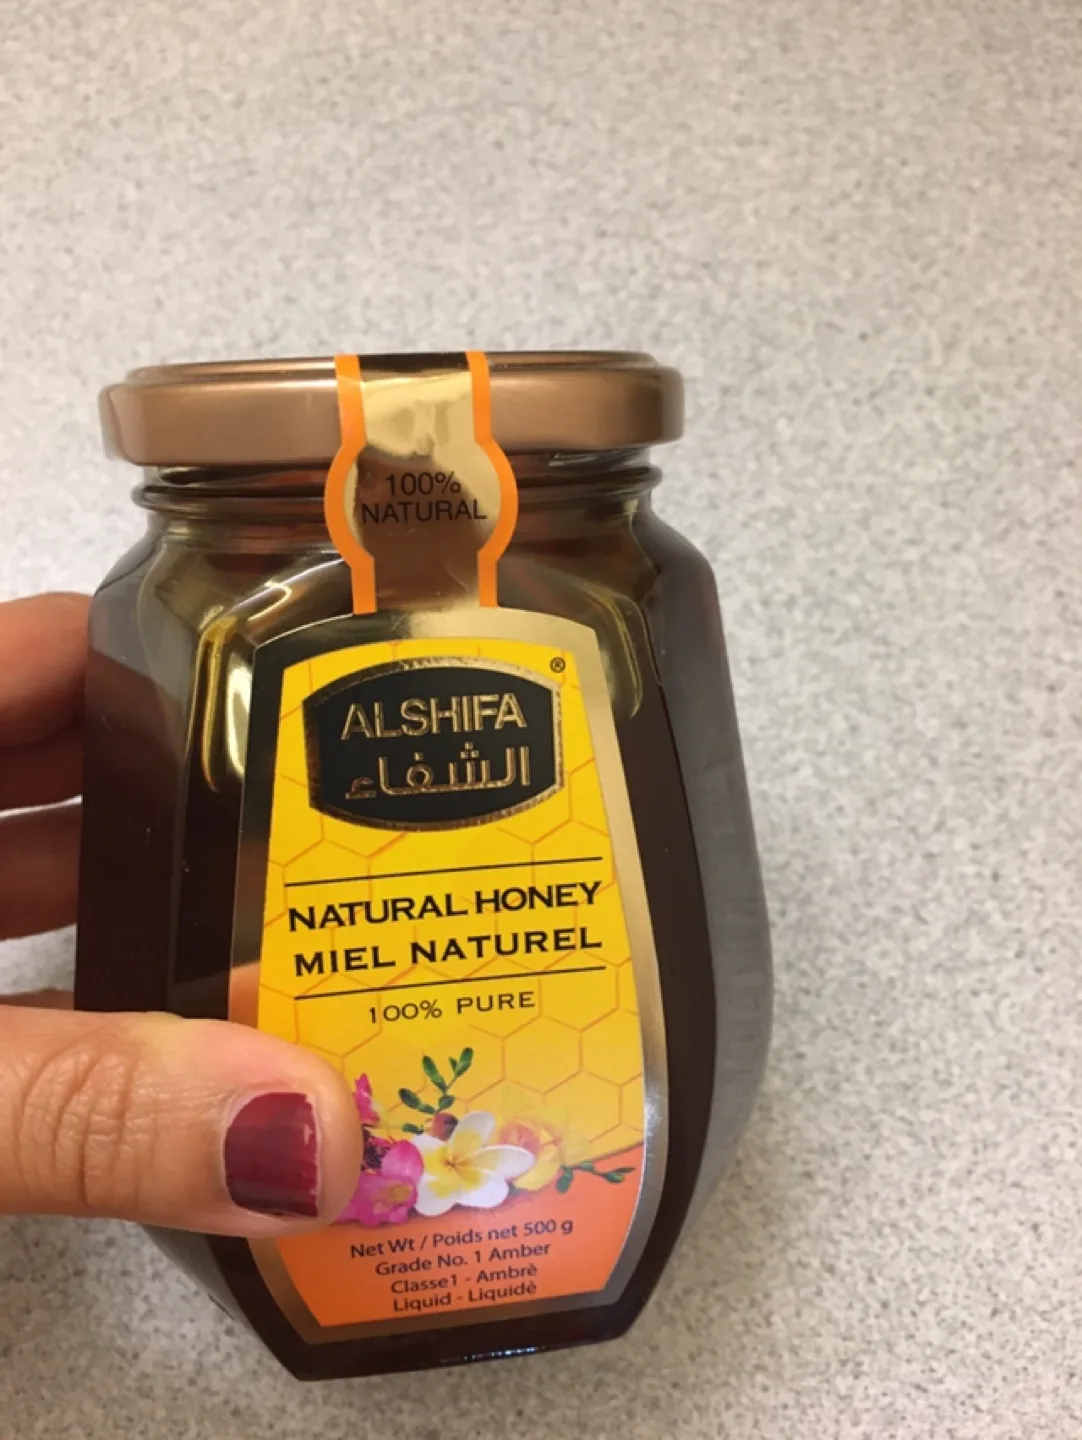 100%
NATURAL
®
ALSHIFA
الشفاء
NATURAL HONEY
MIEL NATUREL
100% PURE
Net Wt / Poids net 500 g
Grade No. 1 Amber
Classe1 - Ambrè
Liquid - Liquidè